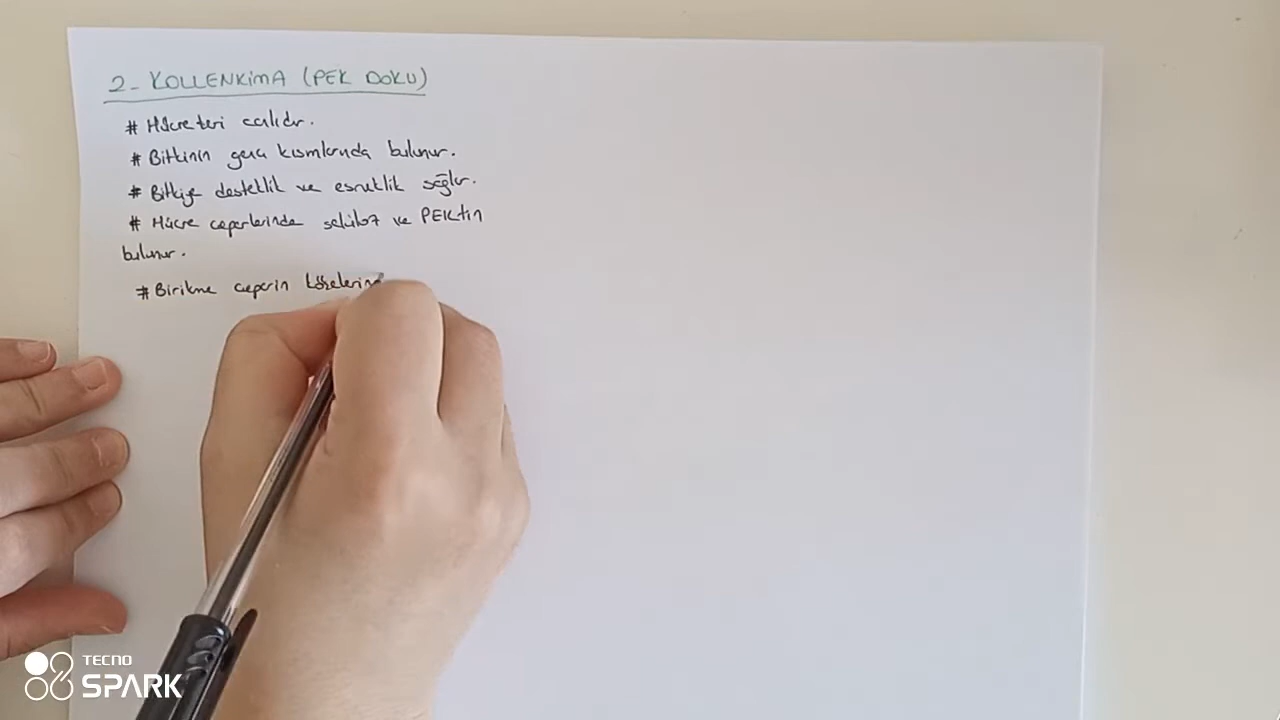 2- KOLLENKİMA (PEK DOKU)
# Hücreleri canlıdır.
# Bitkinin genç kısımlarında bulunur.
# Bitkiye desteklik ve esneklik sağlar.
# Hücre çeperlerinde selüloz ve PEKtin
bulunur.
# Birikme çeperin köşelerin
TECNO
SPARK